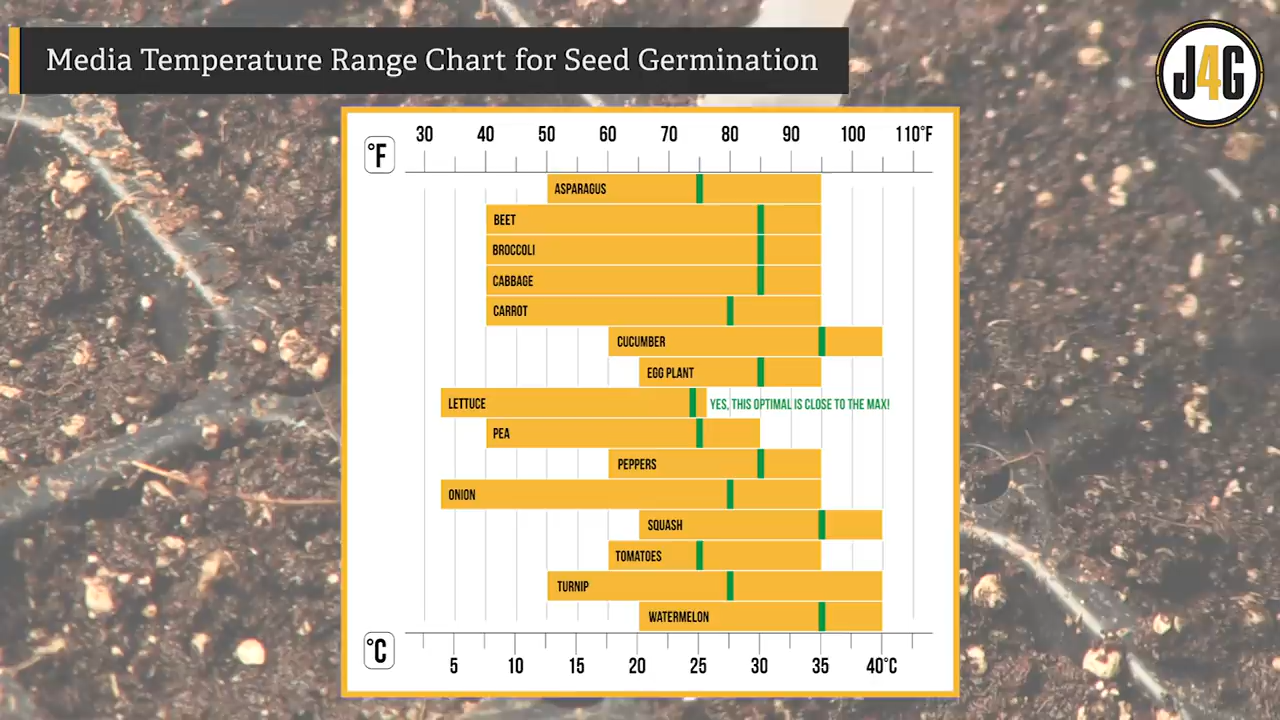 Media Temperature Range Chart for Seed Germination
J4G
30 40 50 60 70 80 90 100 110°F
°F
ASPARAGUS
BEET
BROCCOLI
CABBAGE
CARROT
CUCUMBER
EGG PLANT
LETTUCE YES, THIS OPTIMAL IS CLOSE TO THE MAX!
PEA
PEPPERS
ONION
SQUASH
TOMATOES
TURNIP
WATERMELON
°C
5 10 15 20 25 30 35 40°C